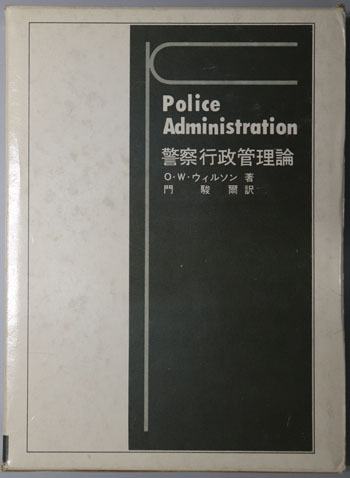 Police
Administration
警察行政管理論
O・W・ウィルソン 著
門 駿 爾 訳